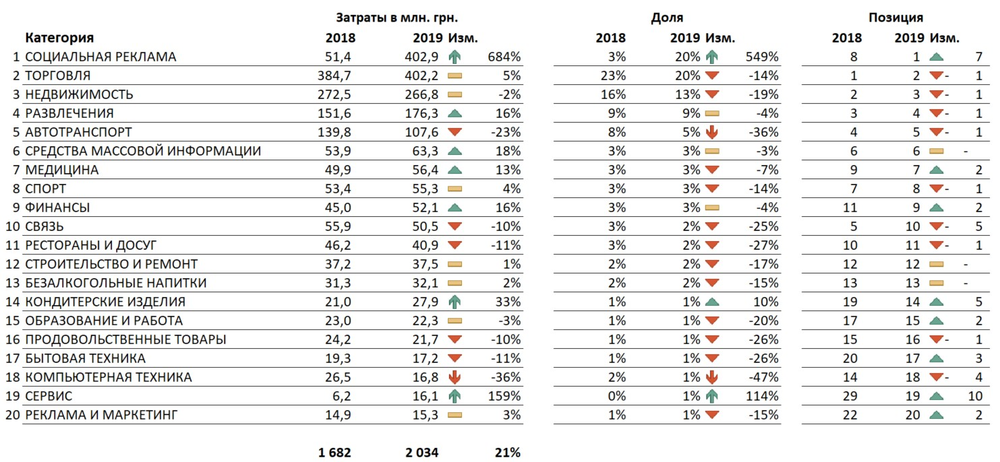 Затраты в млн. грн. Доля Позиция
Категория 2018 2019 Изм. 2018 2019 Изм. 2018 2019 Изм.
1 СОЦИАЛЬНАЯ РЕКЛАМА 51,4 402,9 684% 3% 20% 549% 8 1 7
2 ТОРГОВЛЯ 384,7 402,2 5% 23% 20% -14% 1 2 - 1
3 НЕДВИЖИМОСТЬ 272,5 266,8 -2% 16% 13% -19% 2 3 - 1
4 РАЗВЛЕЧЕНИЯ 151,6 176,3 16% 9% 9% -4% 3 4 - 1
5 АВТОТРАНСПОРТ 139,8 107,6 -23% 8% 5% -36% 4 5 - 1
6 СРЕДСТВА МАССОВОЙ ИНФОРМАЦИИ 53,9 63,3 18% 3% 3% -3% 6 6 -
7 МЕДИЦИНА 49,9 56,4 13% 3% 3% -7% 9 7 2
8 СПОРТ 53,4 55,3 4% 3% 3% -14% 7 8 - 1
9 ФИНАНСЫ 45,0 52,1 16% 3% 3% -4% 11 9 2
10 СВЯЗЬ 55,9 50,5 -10% 3% 2% -25% 5 10 - 5
11 РЕСТОРАНЫ И ДОСУГ 46,2 40,9 -11% 3% 2% -27% 10 11 - 1
12 СТРОИТЕЛЬСТВО И РЕМОНТ 37,2 37,5 1% 2% 2% -17% 12 12 -
13 БЕЗАЛКОГОЛЬНЫЕ НАПИТКИ 31,3 32,1 2% 2% 2% -15% 13 13 -
14 КОНДИТЕРСКИЕ ИЗДЕЛИЯ 21,0 27,9 33% 1% 1% 10% 19 14 5
15 ОБРАЗОВАНИЕ И РАБОТА 23,0 22,3 -3% 1% 1% -20% 17 15 2
16 ПРОДОВОЛЬСТВЕННЫЕ ТОВАРЫ 24,2 21,7 -10% 1% 1% -26% 15 16 - 1
17 БЫТОВАЯ ТЕХНИКА 19,3 17,2 -11% 1% 1% -26% 20 17 3
18 КОМПЬЮТЕРНАЯ ТЕХНИКА 26,5 16,8 -36% 2% 1% -47% 14 18 - 4
19 СЕРВИС 6,2 16,1 159% 0% 1% 114% 29 19 10
20 РЕКЛАМА И МАРКЕТИНГ 14,9 15,3 3% 1% 1% -15% 22 20 2
1 682 2 034 21%